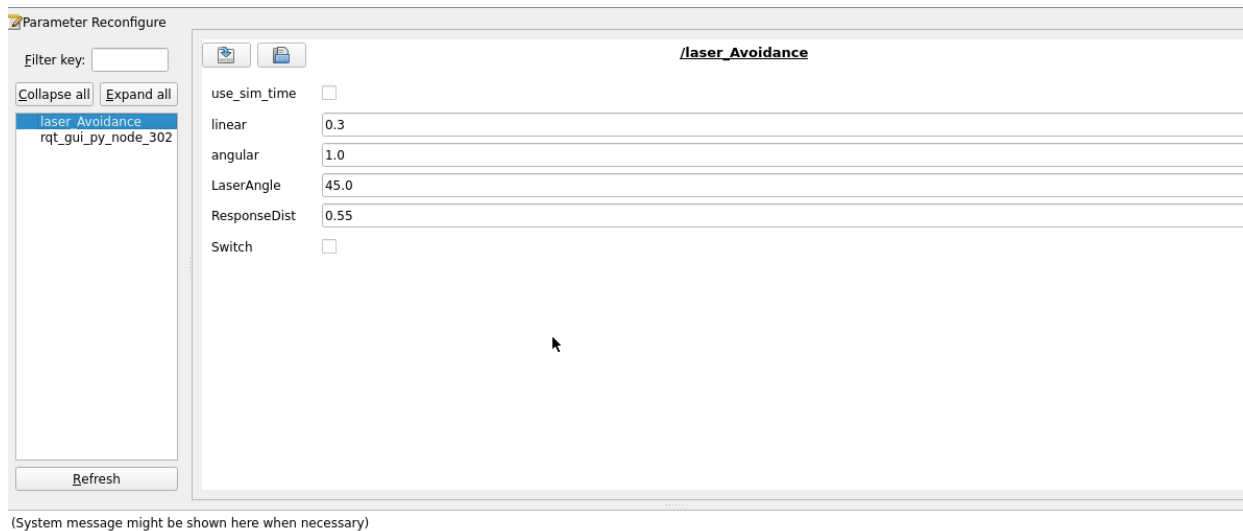 Parameter Reconfigure
Filter key:
Collapse all Expand all
laser_Avoidance
rqt_gui_py_node_302
Refresh
/laser_Avoidance
use_sim_time
linear 0.3
angular 1.0
LaserAngle 45.0
ResponseDist 0.55
Switch
(System message might be shown here when necessary)